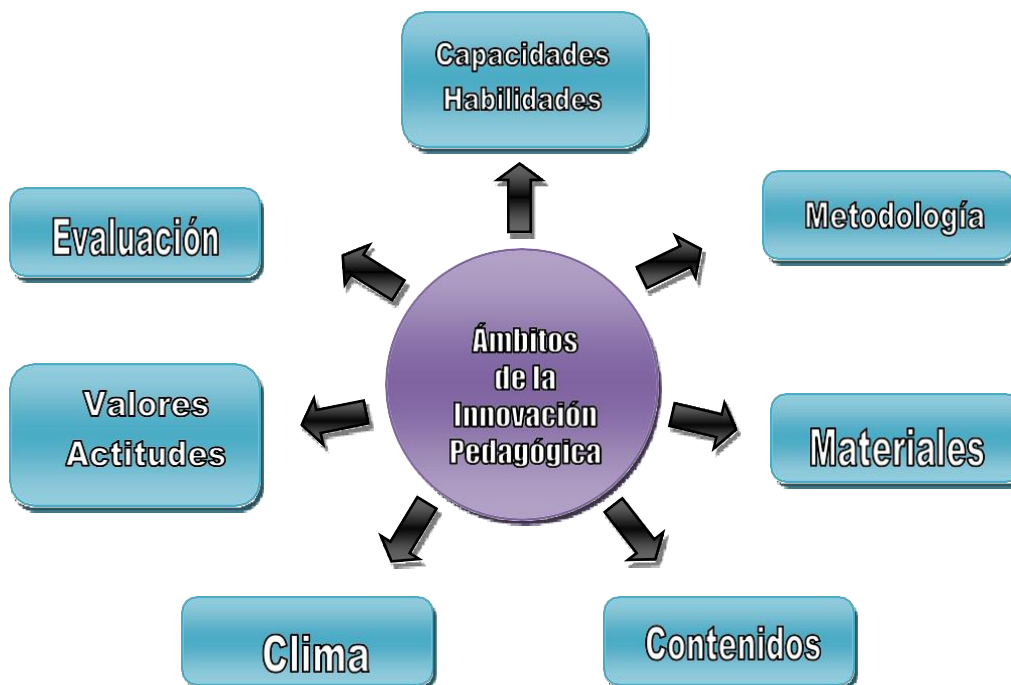 Capacidades
Habilidades
Evaluación
Metodología
Ámbitos
de la
Innovación
Pedagógica
Valores
Actitudes
Materiales
Clima
Contenidos